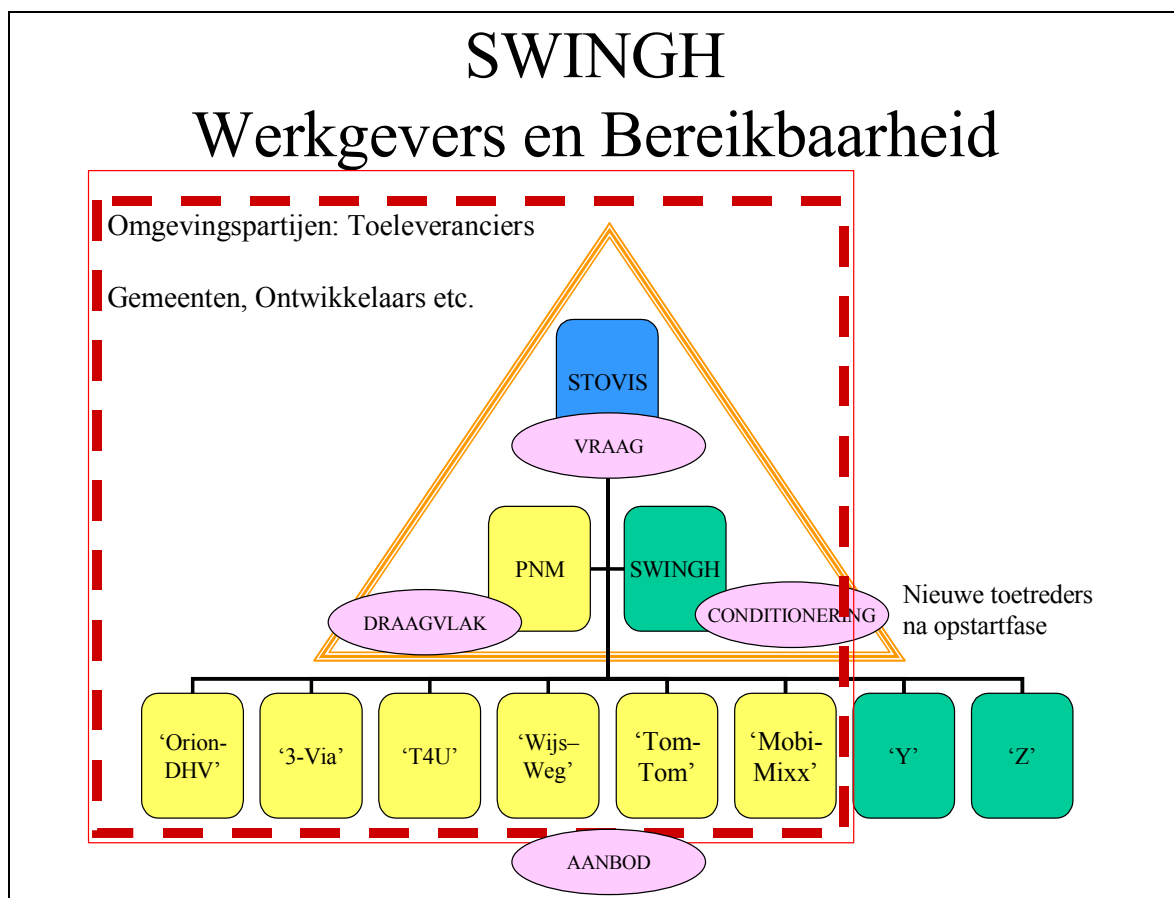 SWINGH
Werkgevers en Bereikbaarheid
Omgevingspartijen: Toeleveranciers
Gemeenten, Ontwikkelaars etc.
STOVIS
VRAAG
PNM
SWINGH
DRAAGVLAK
CONDITIONERING
Nieuwe toetreders
na opstartfase
‘Orion-
DHV’
‘3-Via’
‘T4U’
‘Wijs–
Weg’
‘Tom-
Tom’
‘Mobi-
Mixx’
‘Y’
‘Z’
AANBOD